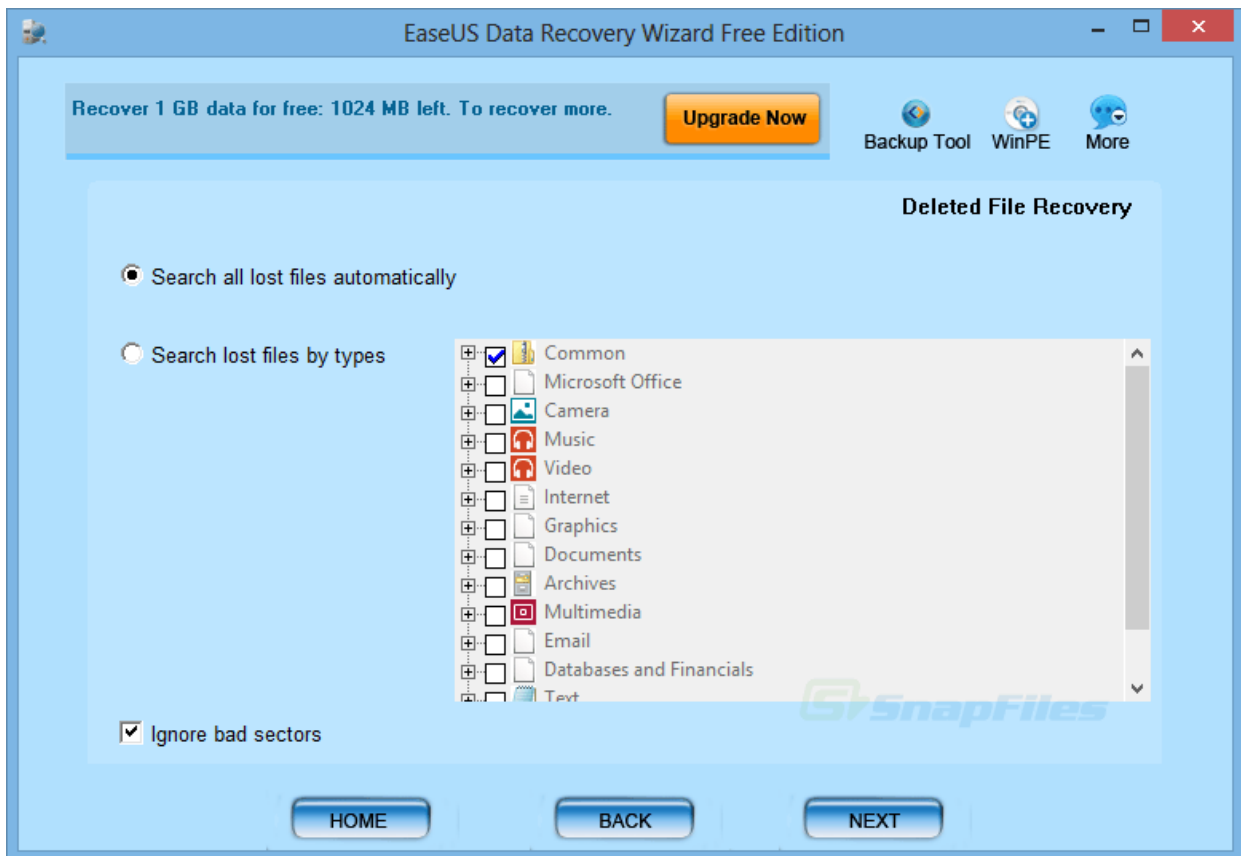 EaseUS Data Recovery Wizard Free Edition
Recover 1 GB data for free: 1024 MB left. To recover more.
Upgrade Now
Backup Tool
WinPE
More
Deleted File Recovery
Search all lost files automatically
Search lost files by types
Common
Microsoft Office
Camera
Music
Video
Internet
Graphics
Documents
Archives
Multimedia
Email
Databases and Financials
Text
SnapFiles
Ignore bad sectors
HOME
BACK
NEXT